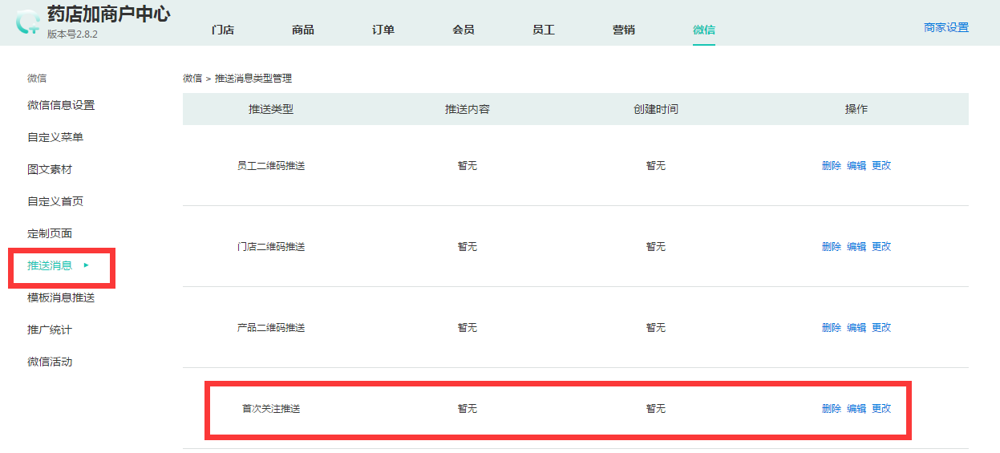 药店加商户中心
版本号2.8.2
门店 商品 订单 会员 员工 营销 微信 商家设置
微信
微信信息设置
自定义菜单
图文素材
自定义首页
定制页面
推送消息
模板消息推送
推广统计
微信活动
微信 > 推送消息类型管理
推送类型 推送内容 创建时间 操作
员工二维码推送 暂无 暂无 删除 编辑 更改
门店二维码推送 暂无 暂无 删除 编辑 更改
产品二维码推送 暂无 暂无 删除 编辑 更改
首次关注推送 暂无 暂无 删除 编辑 更改